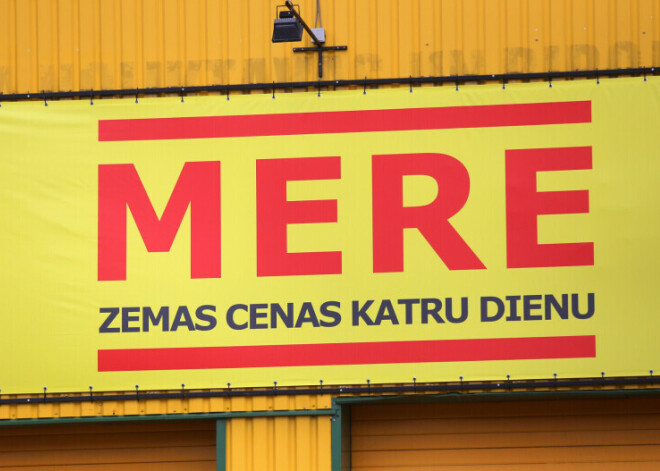 MERE
ZEMAS CENAS KATRU DIENU